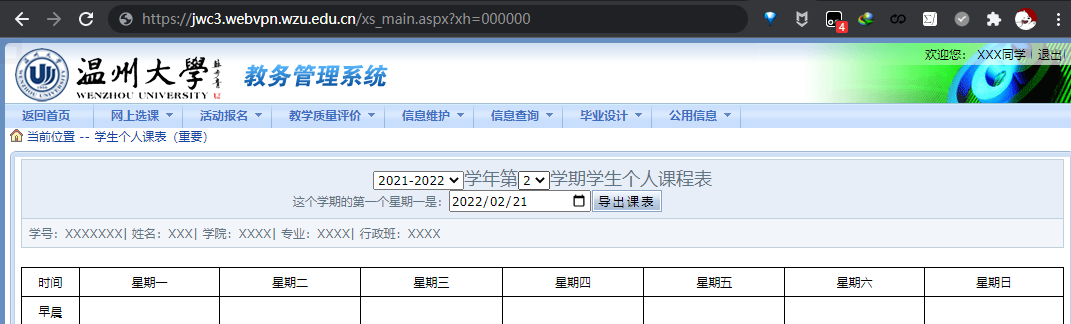 https://jwc3.webvpn.wzu.edu.cn/xs_main.aspx?xh=000000
4
温州大学
WENZHOU UNIVERSITY
教务管理系统
欢迎您： XXX同学 退出
返回首页 网上选课 活动报名 教学质量评价 信息维护 信息查询 毕业设计 公用信息
当前位置 -- 学生个人课表（重要）
2021-2022 学年第 2 学期学生个人课程表
这个学期的第一个星期一是： 2022/02/21 导出课表
学号：XXXXXXX| 姓名：XXX| 学院：XXXX| 专业：XXXX| 行政班：XXXX
时间 星期一 星期二 星期三 星期四 星期五 星期六 星期日
早晨